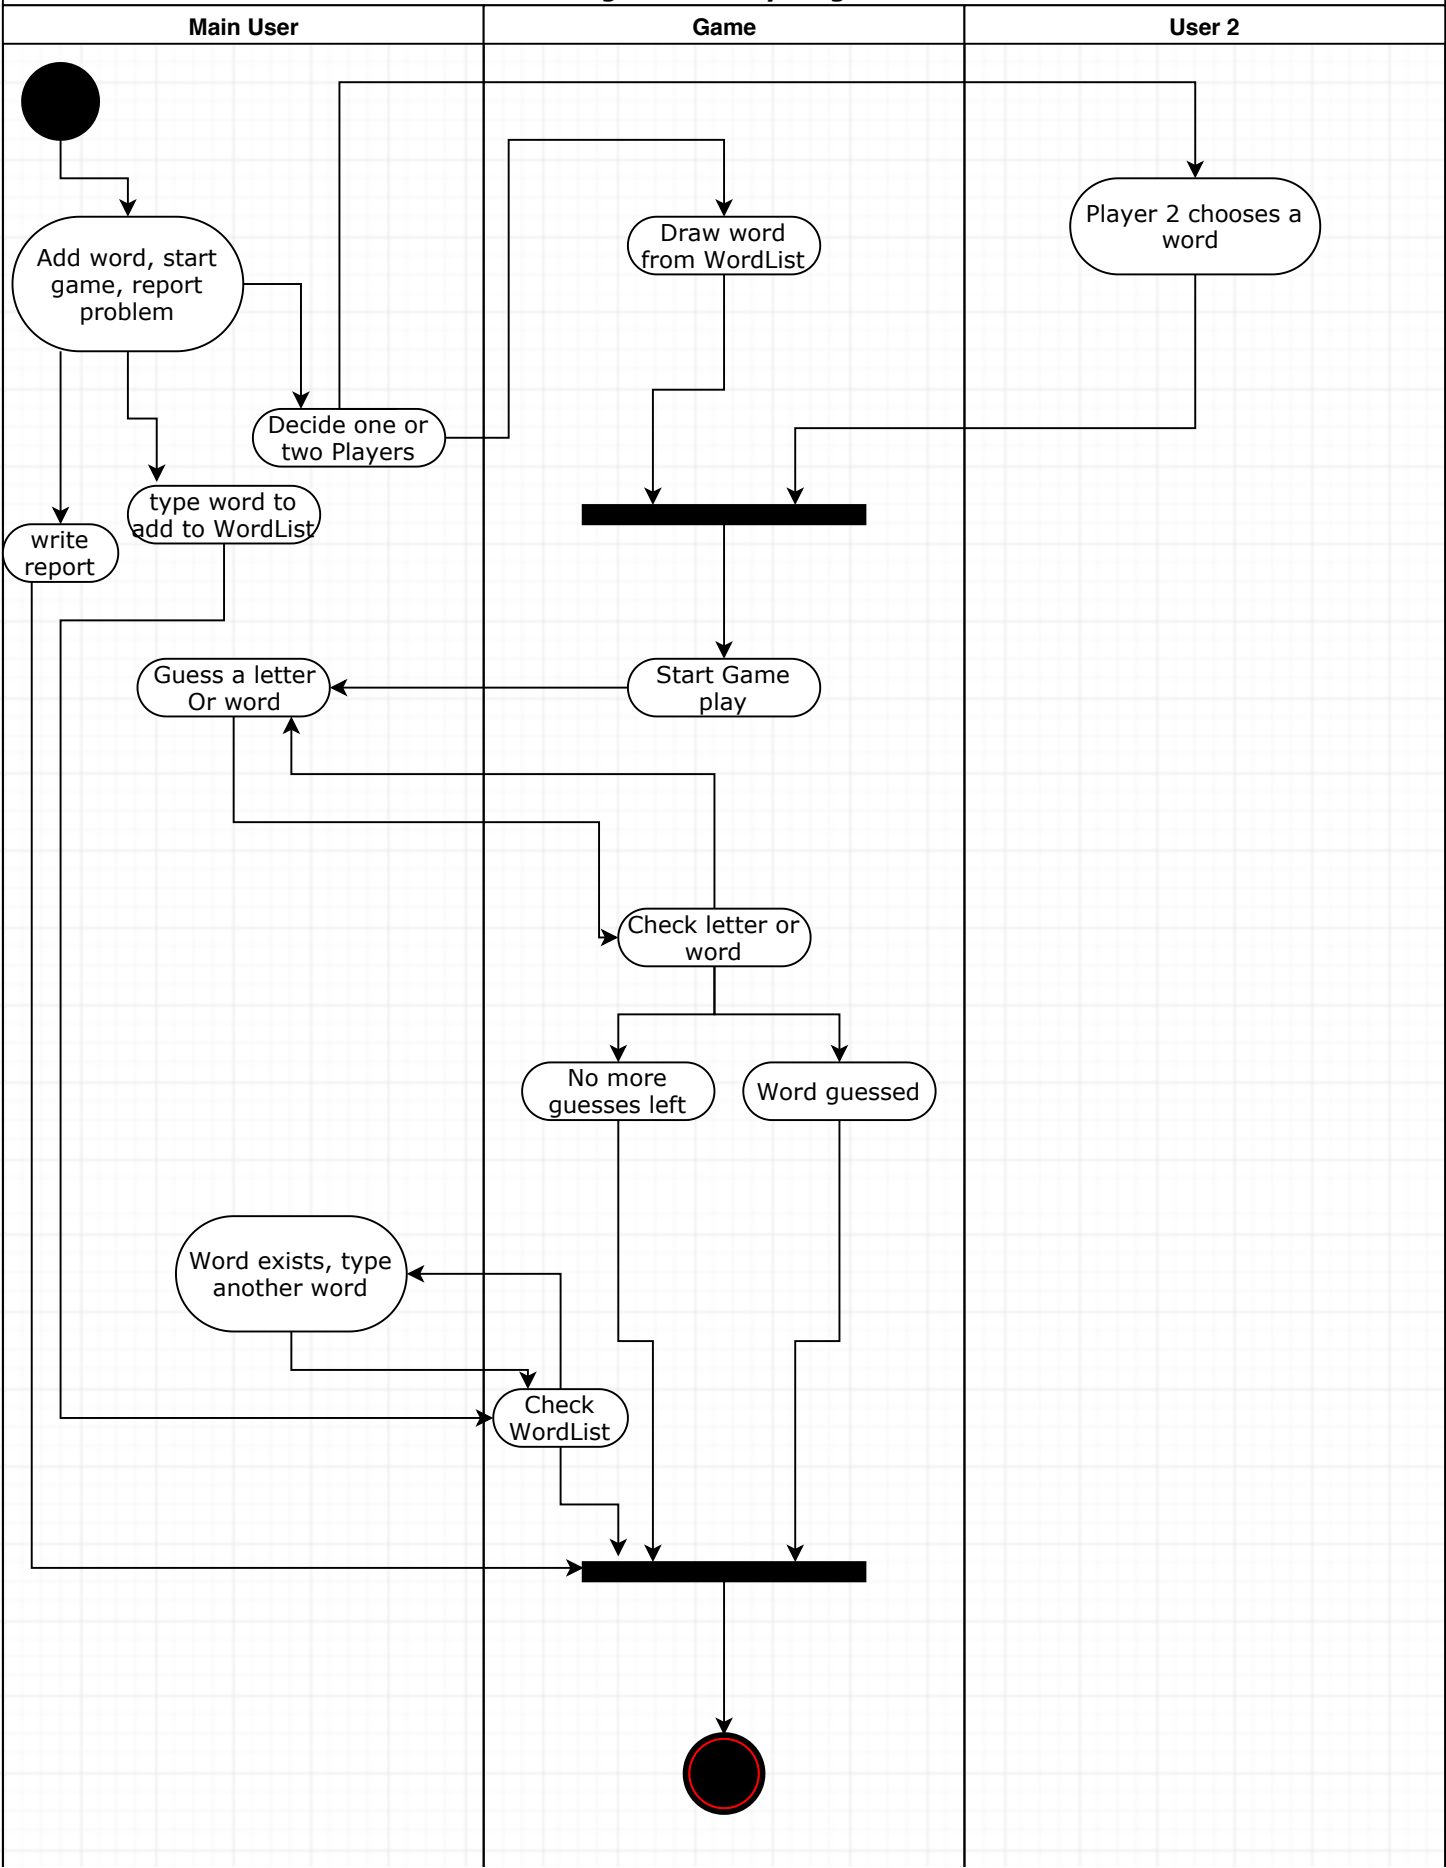 Main User
Game
User 2
Add word, start
game, report
problem
Draw word
from WordList
Player 2 chooses a
word
Decide one or
two Players
type word to
add to WordList
write
report
Guess a letter
Or word
Start Game
play
Check letter or
word
No more
guesses left
Word guessed
Word exists, type
another word
Check
WordList